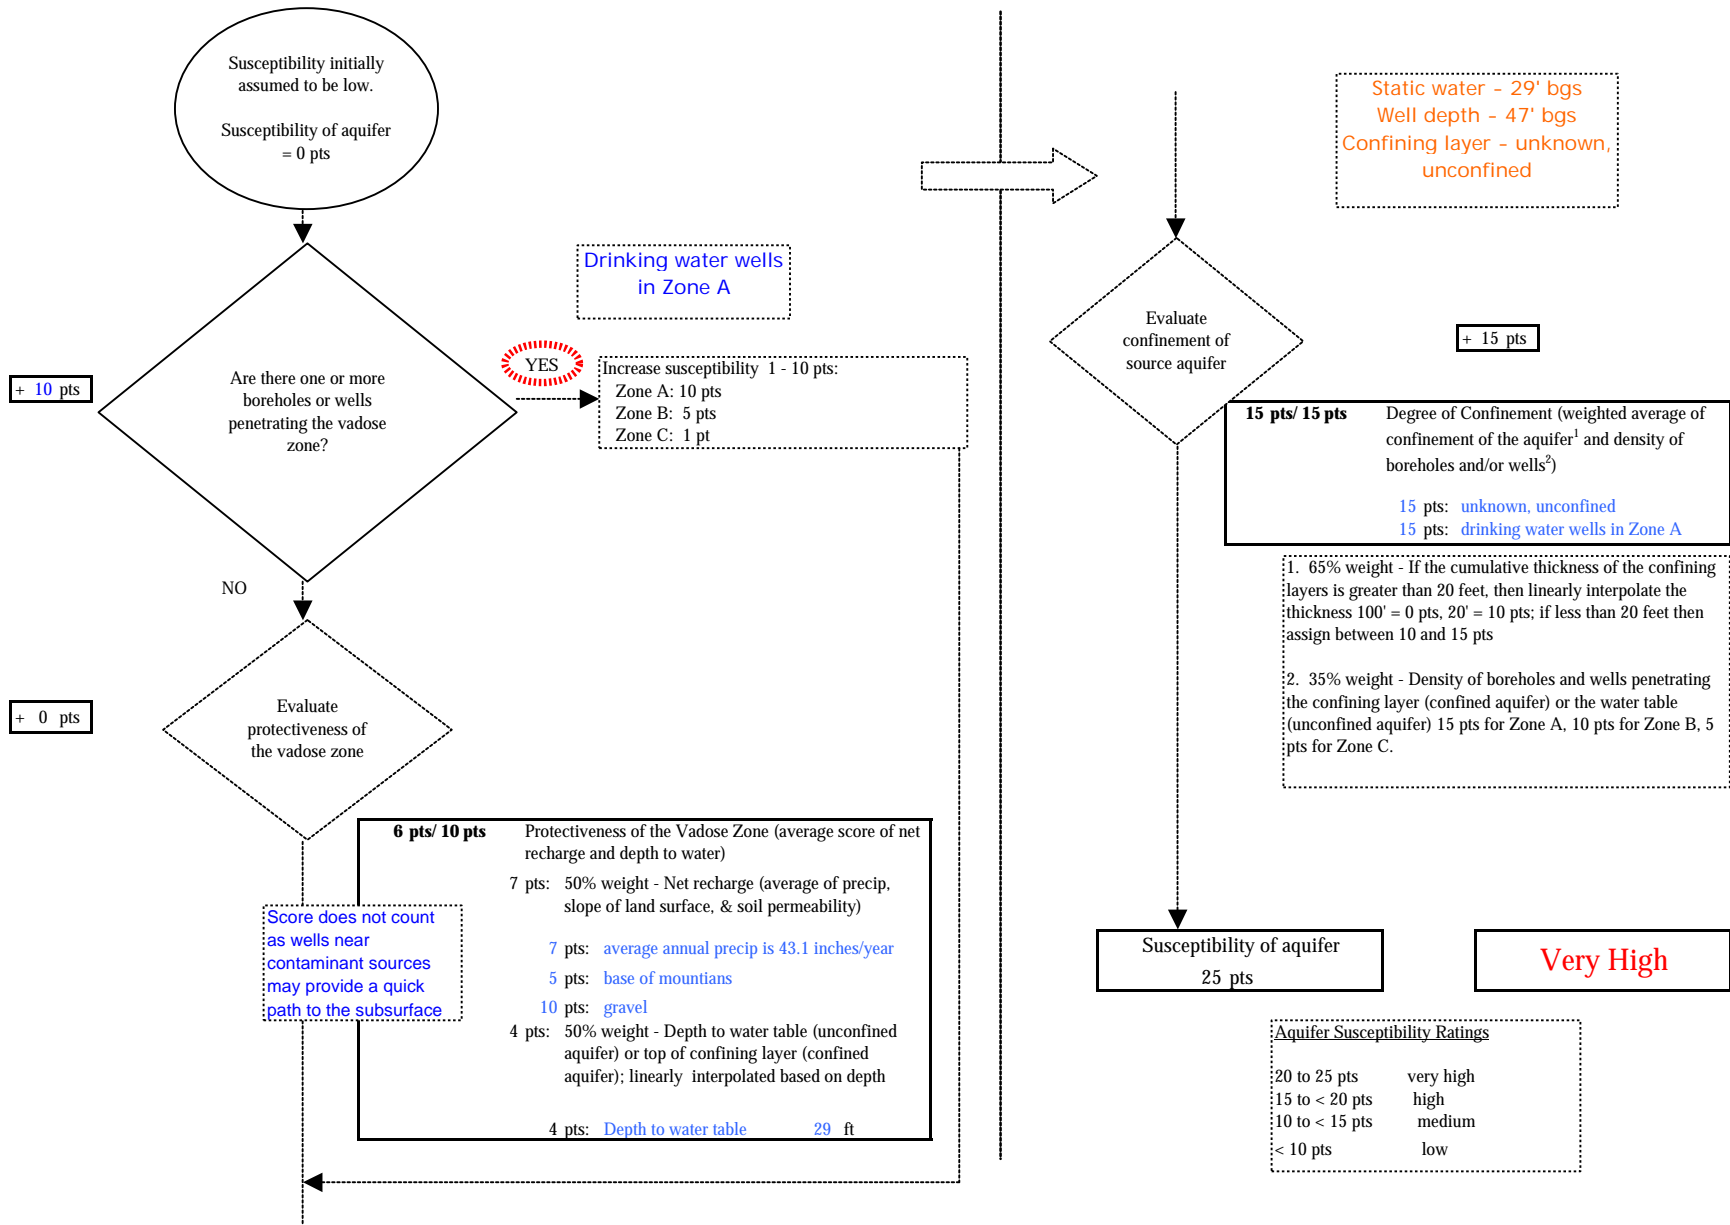 Susceptibility initially
assumed to be low.
Susceptibility of aquifer
= 0 pts
Drinking water wells
in Zone A
+ 10 pts
Are there one or more
boreholes or wells
penetrating the vadose
zone?
YES
Increase susceptibility 1 - 10 pts:
Zone A: 10 pts
Zone B: 5 pts
Zone C: 1 pt
NO
+ 0 pts
Evaluate
protectiveness of
the vadose zone
6 pts/ 10 pts Protectiveness of the Vadose Zone (average score of net
recharge and depth to water)
7 pts: 50% weight - Net recharge (average of precip,
slope of land surface, & soil permeability)
7 pts: average annual precip is 43.1 inches/year
5 pts: base of mountians
10 pts: gravel
4 pts: 50% weight - Depth to water table (unconfined
aquifer) or top of confining layer (confined
aquifer); linearly interpolated based on depth
4 pts: Depth to water table 29 ft
Score does not count
as wells near
contaminant sources
may provide a quick
path to the subsurface
Static water - 29' bgs
Well depth - 47' bgs
Confining layer - unknown,
unconfined
Evaluate
confinement of
source aquifer
+ 15 pts
15 pts/ 15 pts Degree of Confinement (weighted average of
confinement of the aquifer¹ and density of
boreholes and/or wells²)
15 pts: unknown, unconfined
15 pts: drinking water wells in Zone A
1. 65% weight - If the cumulative thickness of the confining
layers is greater than 20 feet, then linearly interpolate the
thickness 100' = 0 pts, 20' = 10 pts; if less than 20 feet then
assign between 10 and 15 pts
2. 35% weight - Density of boreholes and wells penetrating
the confining layer (confined aquifer) or the water table
(unconfined aquifer) 15 pts for Zone A, 10 pts for Zone B, 5
pts for Zone C.
Susceptibility of aquifer
25 pts
Very High
Aquifer Susceptibility Ratings
20 to 25 pts very high
15 to < 20 pts high
10 to < 15 pts medium
< 10 pts low